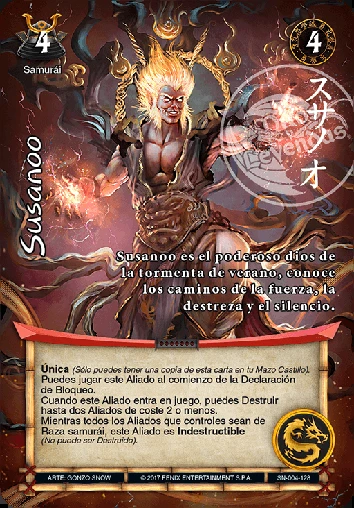 4
Samurái
4
スサノオ
Susanoo
Susanoo es el poderoso dios de
la tormenta de verano, conoce
los caminos de la fuerza, la
destreza y el silencio.
Única (Sólo puedes tener una copia de esta carta en tu Mazo Castillo).
Puedes jugar este Aliado al comienzo de la Declaración
de Bloqueo.
Cuando este Aliado entra en juego, puedes Destruir
hasta dos Aliados de coste 2 o menos.
Mientras todos los Aliados que controles sean de
Raza samurái, este Aliado es Indestructible
(No puede ser Destruido).
ARTE: GONZO SNOW
© 2017 FENIX ENTERTAINMENT S.P.A.
SN-004-128